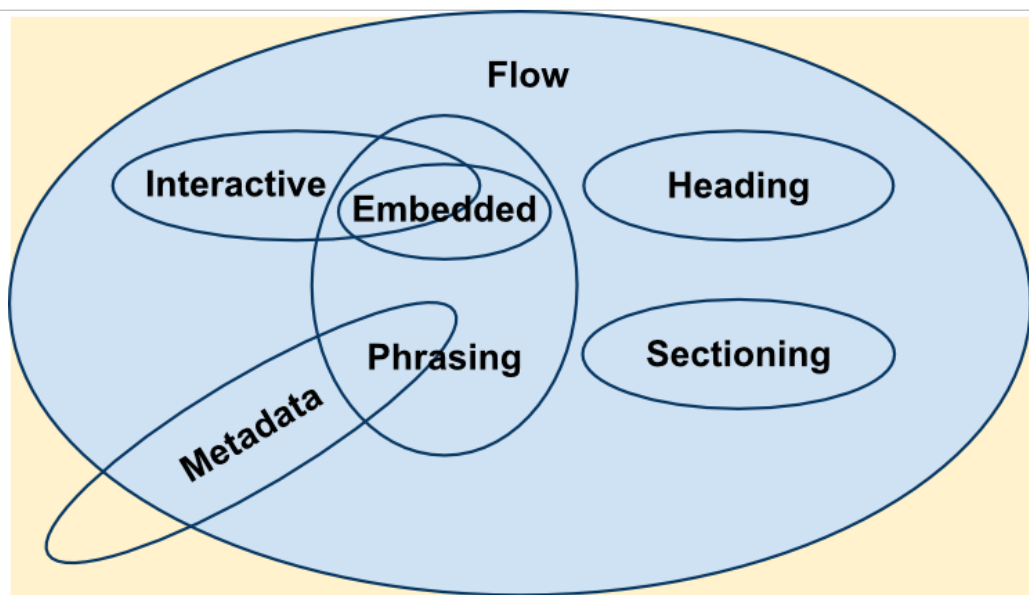 Flow
Interactive
Embedded
Heading
Phrasing
Sectioning
Metadata